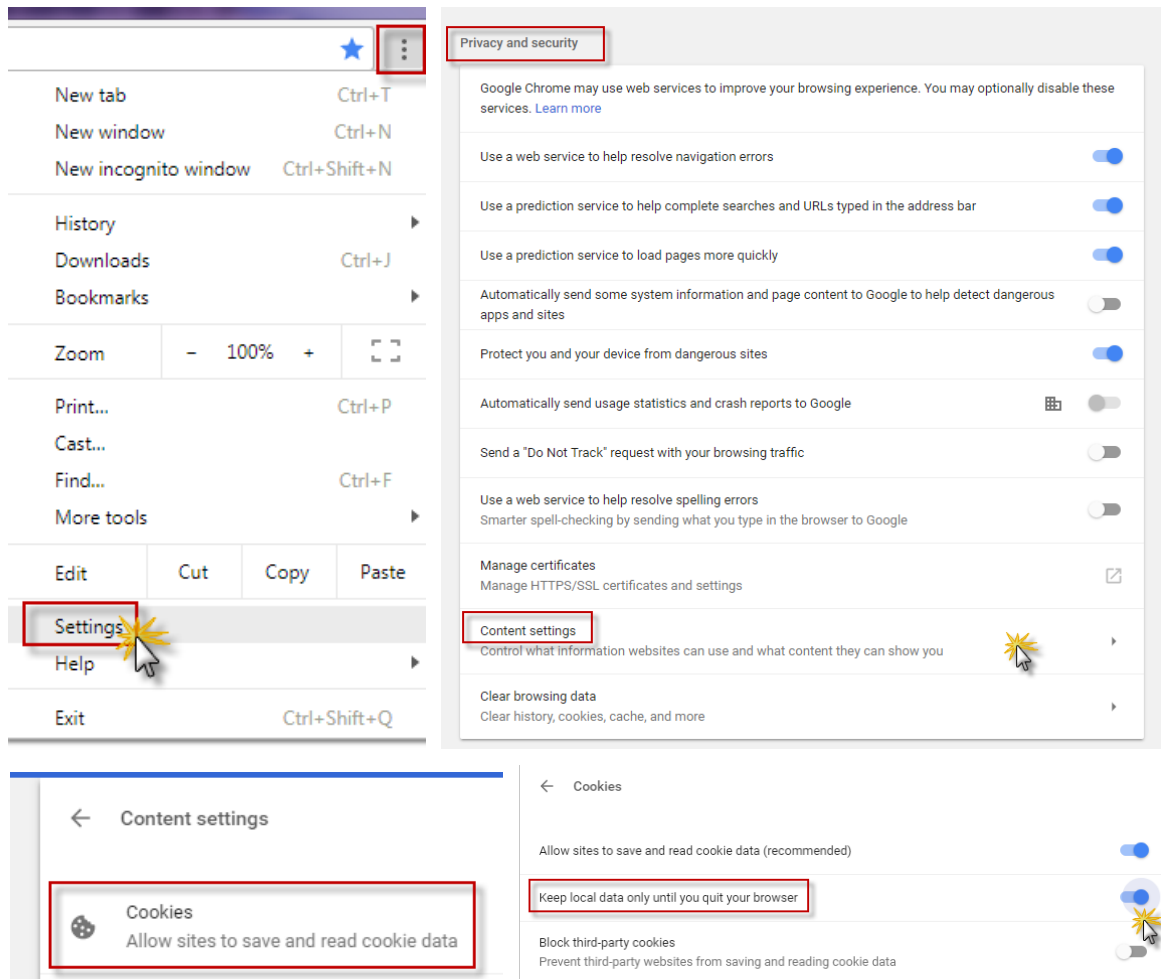 New tab Ctrl+T
New window Ctrl+N
New incognito window Ctrl+Shift+N
History
Downloads Ctrl+J
Bookmarks
Zoom - 100% +
Print... Ctrl+P
Cast...
Find... Ctrl+F
More tools
Edit Cut Copy Paste
Settings
Help
Exit Ctrl+Shift+Q
Privacy and security
Google Chrome may use web services to improve your browsing experience. You may optionally disable these
services. Learn more
Use a web service to help resolve navigation errors
Use a prediction service to help complete searches and URLs typed in the address bar
Use a prediction service to load pages more quickly
Automatically send some system information and page content to Google to help detect dangerous
apps and sites
Protect you and your device from dangerous sites
Automatically send usage statistics and crash reports to Google
Send a "Do Not Track" request with your browsing traffic
Use a web service to help resolve spelling errors
Smarter spell-checking by sending what you type in the browser to Google
Manage certificates
Manage HTTPS/SSL certificates and settings
Content settings
Control what information websites can use and what content they can show you
Clear browsing data
Clear history, cookies, cache, and more
Content settings
Cookies
Allow sites to save and read cookie data
Cookies
Allow sites to save and read cookie data (recommended)
Keep local data only until you quit your browser
Block third-party cookies
Prevent third-party websites from saving and reading cookie data